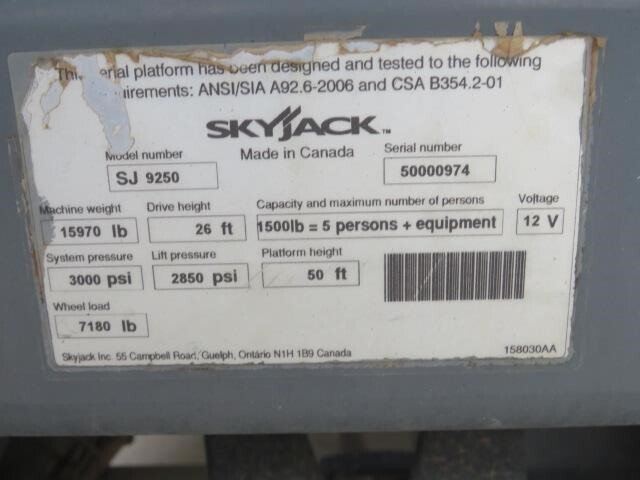 erial platform has been designed and tested to the following
uirements: ANSI/SIA A92.6-2006 and CSA B354.2-01
SKYJACK™
Made in Canada
Model number
SJ 9250
Serial number
50000974
Machine weight
15970 lb
Drive height
26 ft
Capacity and maximum number of persons
1500lb = 5 persons + equipment
Voltage
12 V
System pressure
3000 psi
Lift pressure
2850 psi
Platform height
50 ft
Wheel load
7180 lb
Skyjack Inc. 55 Campbell Road, Guelph, Ontario N1H 1B9 Canada
158030AA